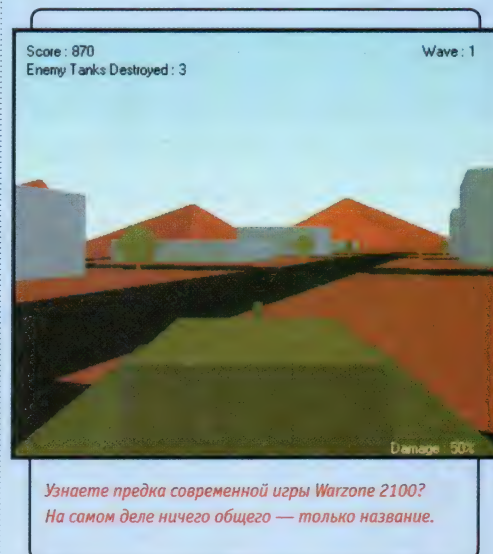 Score : 870
Wave : 1
Enemy Tanks Destroyed : 3
Damage 50%
Узнаете предка современной игры Warzone 2100?
На самом деле ничего общего — только название.